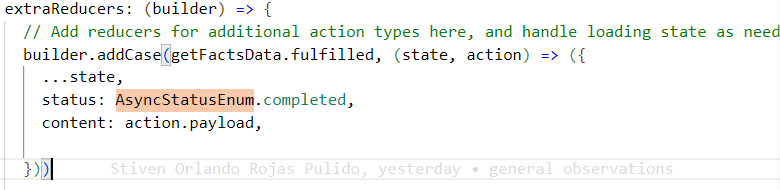 extraReducers: (builder) => {
// Add reducers for additional action types here, and handle loading state as need
builder.addCase(getFactsData.fulfilled, (state, action) => ({
...state,
status: AsyncStatusEnum.completed,
content: action.payload,
})) Stiven Orlando Rojas Pulido, yesterday • general observations